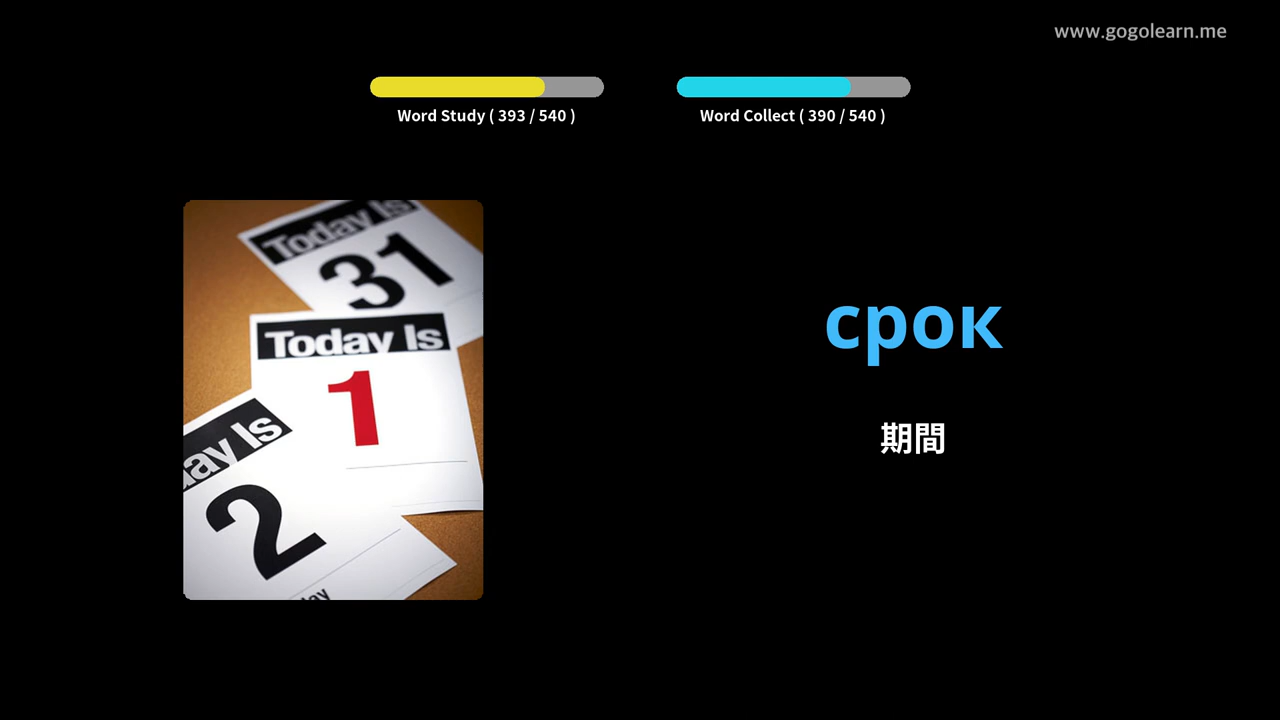 www.gogolearn.me
Word Study ( 393 / 540 )
Word Collect ( 390 / 540 )
Today Is
31
Today Is
1
ay Is
2
ay
срок
期間